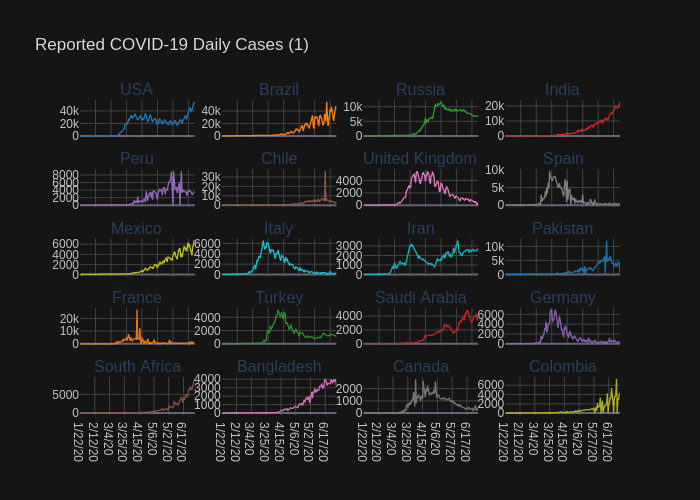 Reported COVID-19 Daily Cases (1)
USA Brazil Russia India
40k 20k 0 40k 20k 0 10k 5k 0 20k 10k 0
Peru Chile United Kingdom Spain
8000 6000 4000 2000 0 30k 20k 10k 0 4000 2000 0 10k 5k 0
Mexico Italy Iran Pakistan
6000 4000 2000 0 6000 4000 2000 0 3000 2000 1000 0 10k 5k 0
France Turkey Saudi Arabia Germany
20k 10k 0 4000 2000 0 4000 2000 0 6000 4000 2000 0
South Africa Bangladesh Canada Colombia
5000 0 4000 3000 2000 1000 0 2000 1000 0 6000 4000 2000 0
1/22/20 2/12/20 3/4/20 3/25/20 4/15/20 5/6/20 5/27/20 6/17/20 1/22/20 2/12/20 3/4/20 3/25/20 4/15/20 5/6/20 5/27/20 6/17/20 1/22/20 2/12/20 3/4/20 3/25/20 4/15/20 5/6/20 5/27/20 6/17/20 1/22/20 2/12/20 3/4/20 3/25/20 4/15/20 5/6/20 5/27/20 6/17/20